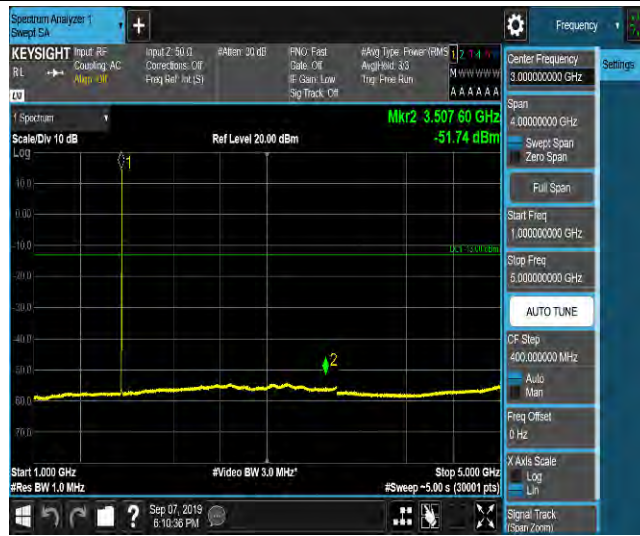 Spectrum Analyzer 1
Swept SA
+
Frequency
KEYSIGHT
RL
Input: RF
Coupling: AC
Align: Off
Input Z: 50 Ω
Corrections: Off
Freq Ref: Int (S)
#Atten: 20 dB
PNO: Fast
Gate: Off
IF Gain: Low
Sig Track: Off
#Avg Type: Power (RMS
Avg|Hold: 3/3
Trig: Free Run
M W W W W W
A A A A A A
LV
1 Spectrum
Scale/Div 10 dB
Log
Ref Level 20.00 dBm
Mkr2 3.507 60 GHz
-51.74 dBm
1
10.0
0.00
-10.0
DL1 -13.00 dBm
-20.0
-30.0
-40.0
-50.0
2
-60.0
-70.0
Start 1.000 GHz
#Video BW 3.0 MHz*
Stop 5.000 GHz
#Res BW 1.0 MHz
#Sweep ~5.00 s (30001 pts)
Sep 07, 2019
6:10:36 PM
?
Center Frequency
3.000000000 GHz
Settings
Span
4.00000000 GHz
Swept Span
Zero Span
Full Span
Start Freq
1.000000000 GHz
Stop Freq
5.000000000 GHz
AUTO TUNE
CF Step
400.000000 MHz
Auto
Man
Freq Offset
0 Hz
X Axis Scale
Log
Lin
Signal Track
(Span Zoom)